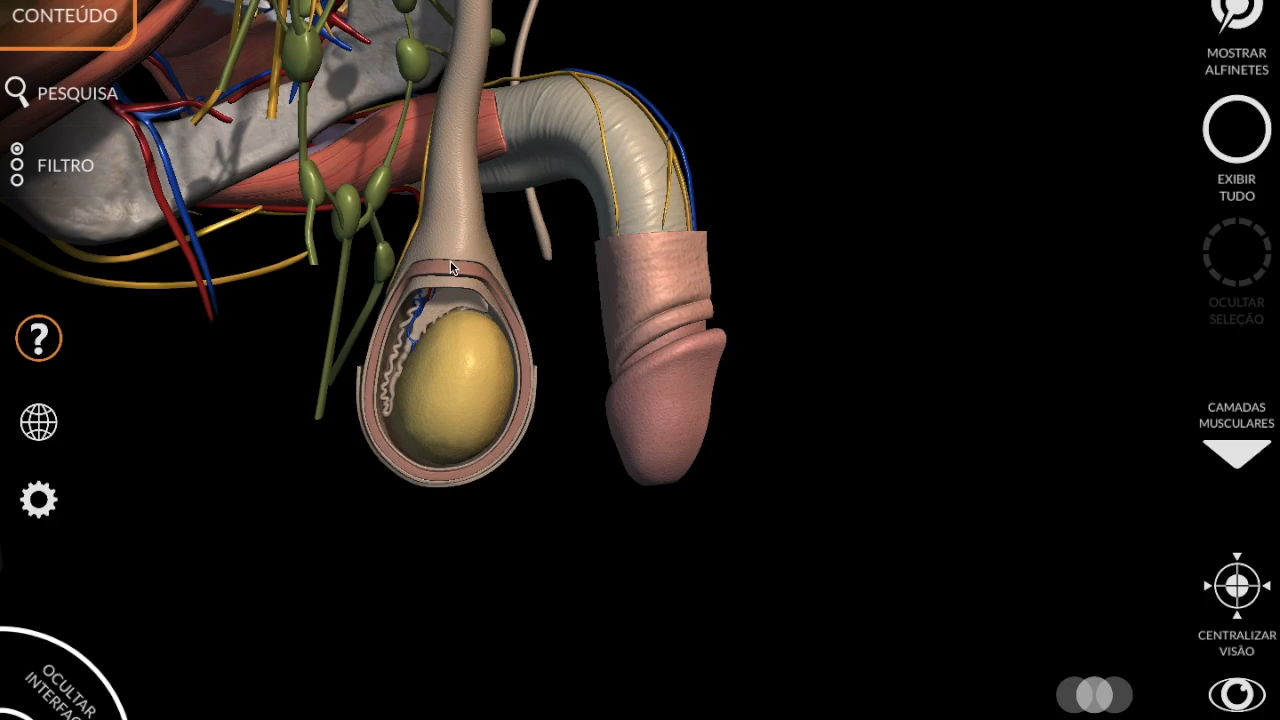 CONTEÚDO
PESQUISA
FILTRO
?
MOSTRAR
ALFINETES
EXIBIR
TUDO
OCULTAR
SELEÇÃO
CAMADAS
MUSCULARES
CENTRALIZAR
VISÃO
OCULTAR